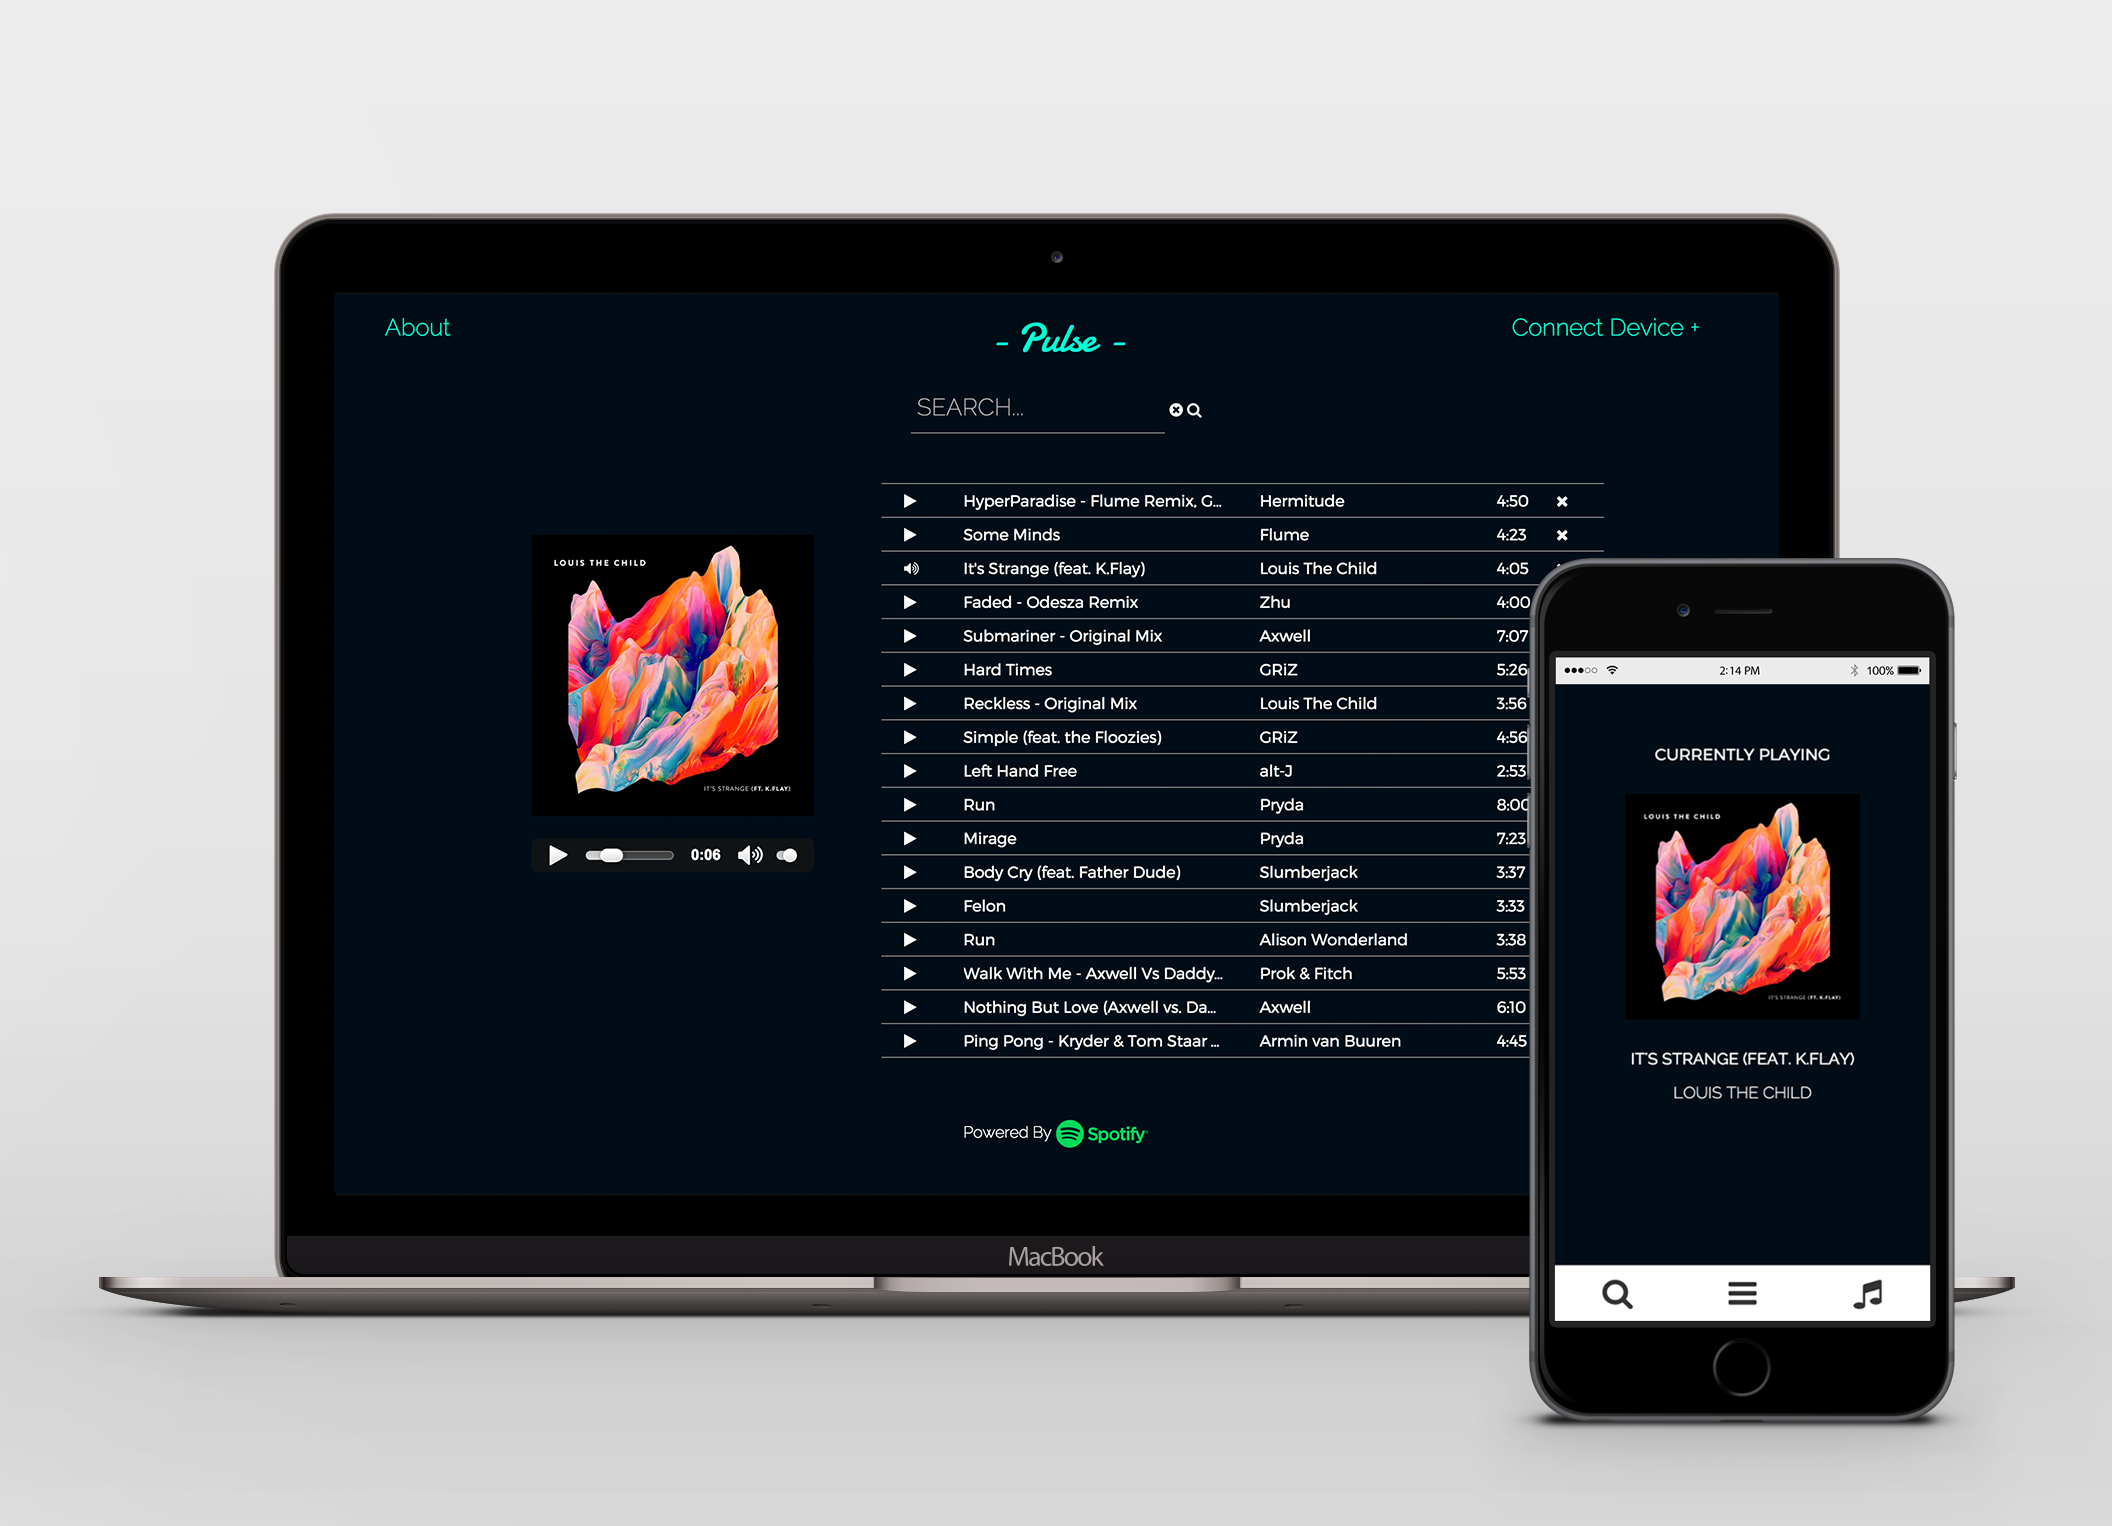 About
- Pulse -
Connect Device +
SEARCH...
HyperParadise - Flume Remix, G... Hermitude 4:50
Some Minds Flume 4:23
It's Strange (feat. K.Flay) Louis The Child 4:05
Faded - Odesza Remix Zhu 4:00
Submariner - Original Mix Axwell 7:07
Hard Times GRiZ 5:26
Reckless - Original Mix Louis The Child 3:56
Simple (feat. the Floozies) GRiZ 4:56
Left Hand Free alt-J 2:53
Run Pryda 8:00
Mirage Pryda 7:23
Body Cry (feat. Father Dude) Slumberjack 3:37
Felon Slumberjack 3:33
Run Alison Wonderland 3:38
Walk With Me - Axwell Vs Daddy... Prok & Fitch 5:53
Nothing But Love (Axwell vs. Da... Axwell 6:10
Ping Pong - Kryder & Tom Staar ... Armin van Buuren 4:45
LOUIS THE CHILD
IT'S STRANGE (FT. K.FLAY)
0:06
Powered By Spotify
MacBook
2:14 PM 100%
CURRENTLY PLAYING
LOUIS THE CHILD
IT'S STRANGE (FT. K.FLAY)
IT'S STRANGE (FEAT. K.FLAY)
LOUIS THE CHILD